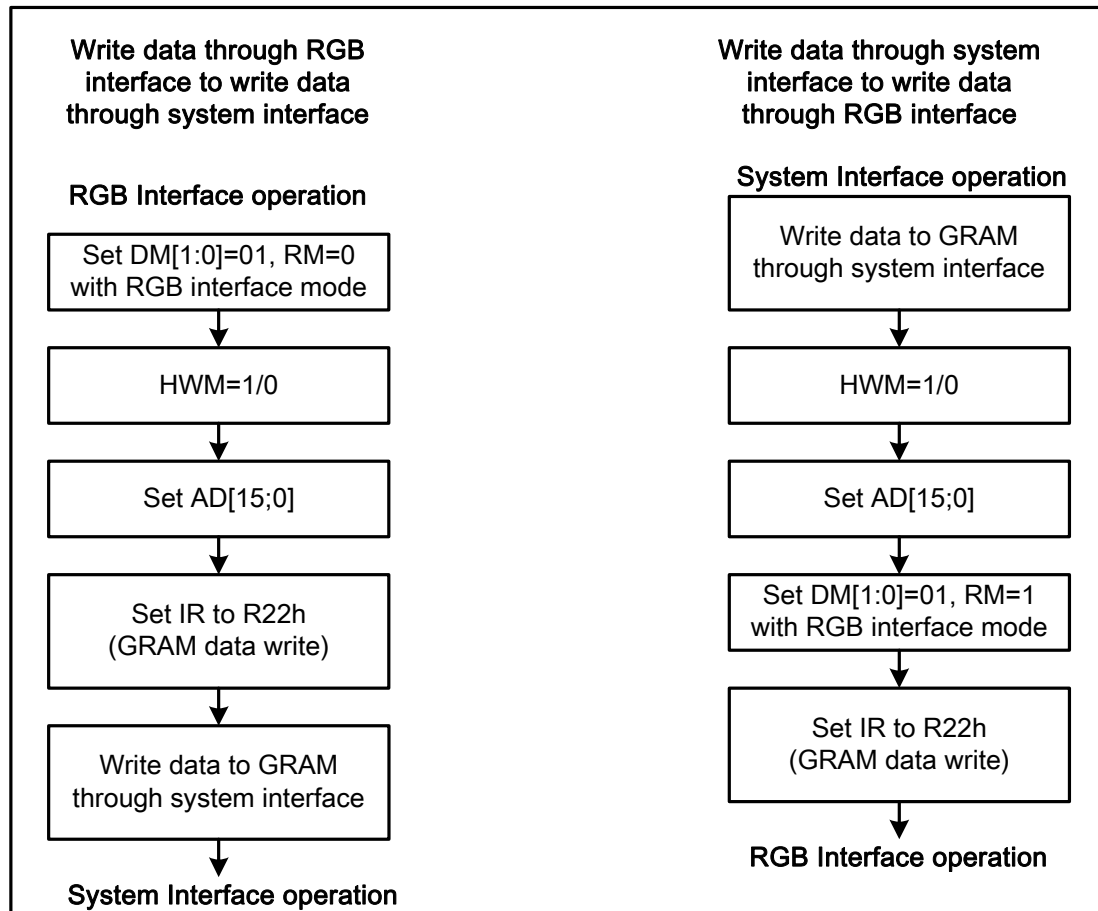 Write data through RGB
interface to write data
through system interface
RGB Interface operation
Set DM[1:0]=01, RM=0
with RGB interface mode
HWM=1/0
Set AD[15;0]
Set IR to R22h
(GRAM data write)
Write data to GRAM
through system interface
System Interface operation
Write data through system
interface to write data
through RGB interface
System Interface operation
Write data to GRAM
through system interface
HWM=1/0
Set AD[15;0]
Set DM[1:0]=01, RM=1
with RGB interface mode
Set IR to R22h
(GRAM data write)
RGB Interface operation